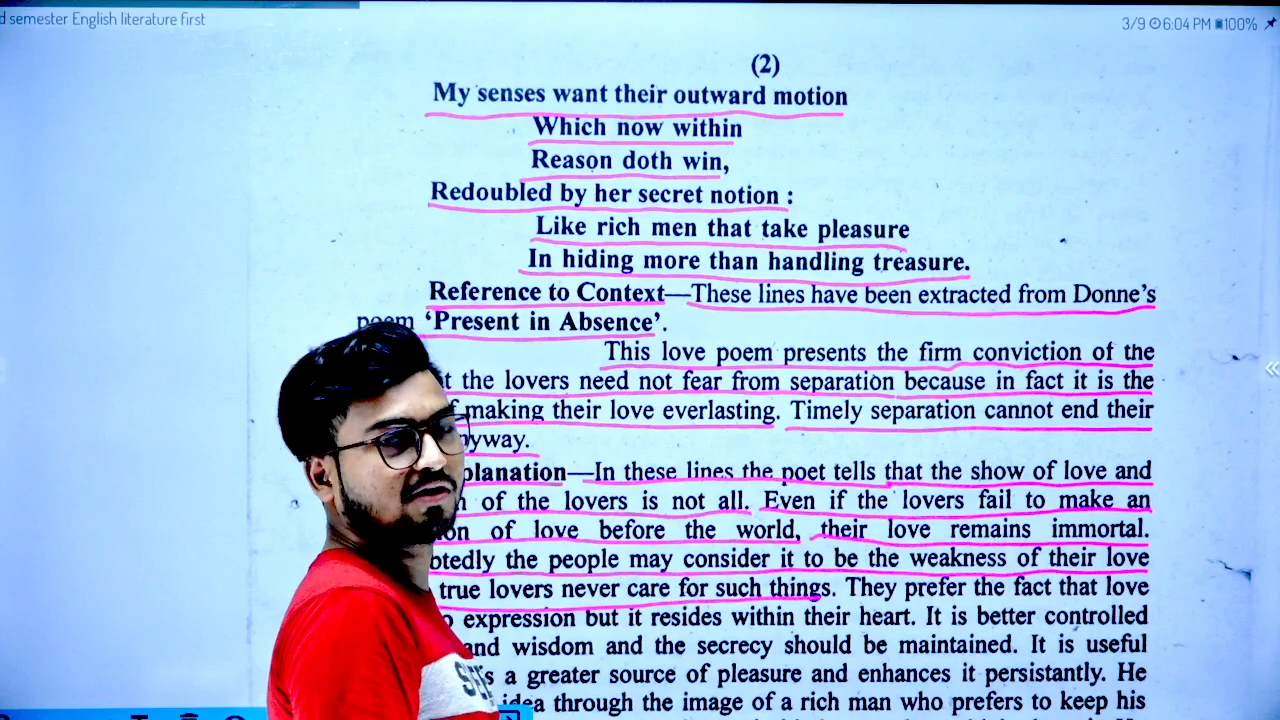 d semester English literature first
3/9 6:04 PM 100%
(2)
My senses want their outward motion
Which now within
Reason doth win,
Redoubled by her secret notion :
Like rich men that take pleasure
In hiding more than handling treasure.
Reference to Context—These lines have been extracted from Donne's
poem 'Present in Absence'.
This love poem presents the firm conviction of the
t the lovers need not fear from separation because in fact it is the
f making their love everlasting. Timely separation cannot end their
nyway.
planation—In these lines the poet tells that the show of love and
n of the lovers is not all. Even if the lovers fail to make an
ion of love before the world, their love remains immortal.
btedly the people may consider it to be the weakness of their love
true lovers never care for such things. They prefer the fact that love
o expression but it resides within their heart. It is better controlled
and wisdom and the secrecy should be maintained. It is useful
s a greater source of pleasure and enhances it persistantly. He
idea through the image of a rich man who prefers to keep his